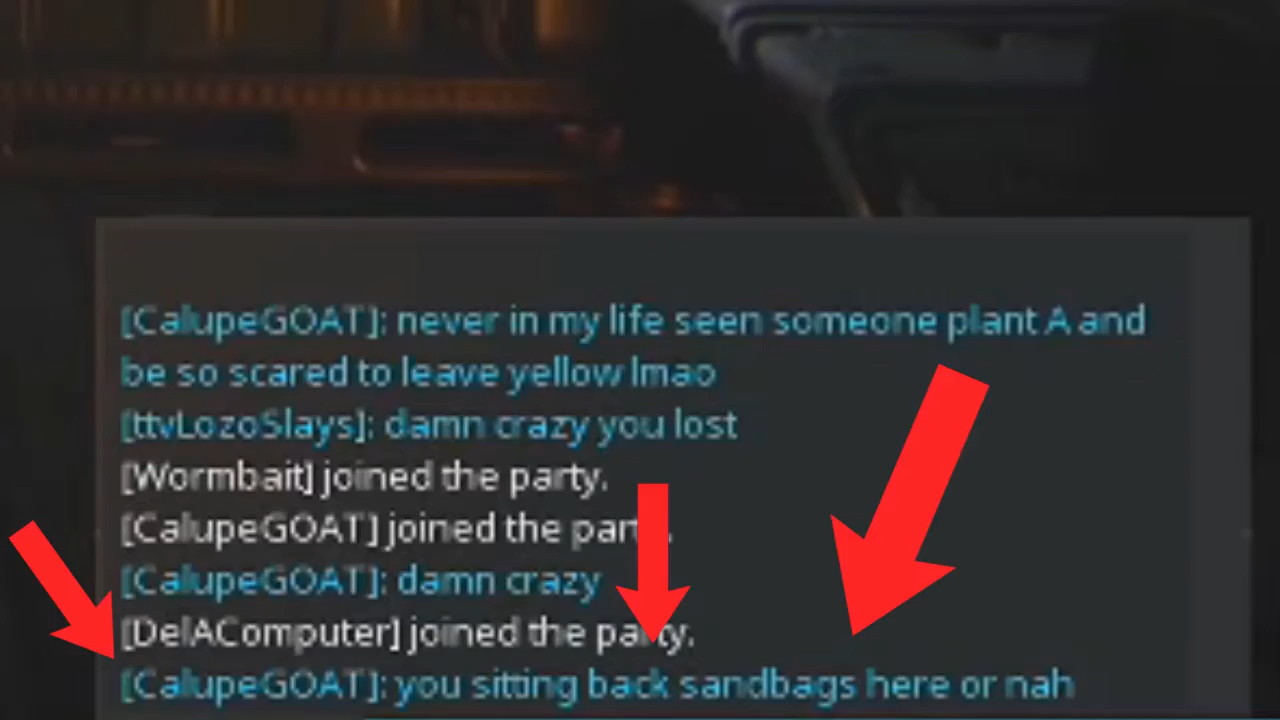 [CalupeGOAT]: never in my life seen someone plant A and
be so scared to leave yellow lmao
[ttvLozoSlays]: damn crazy you lost
[Wormbait] joined the party.
[CalupeGOAT] joined the party.
[CalupeGOAT]: damn crazy
[DelAComputer] joined the party.
[CalupeGOAT]: you sitting back sandbags here or nah